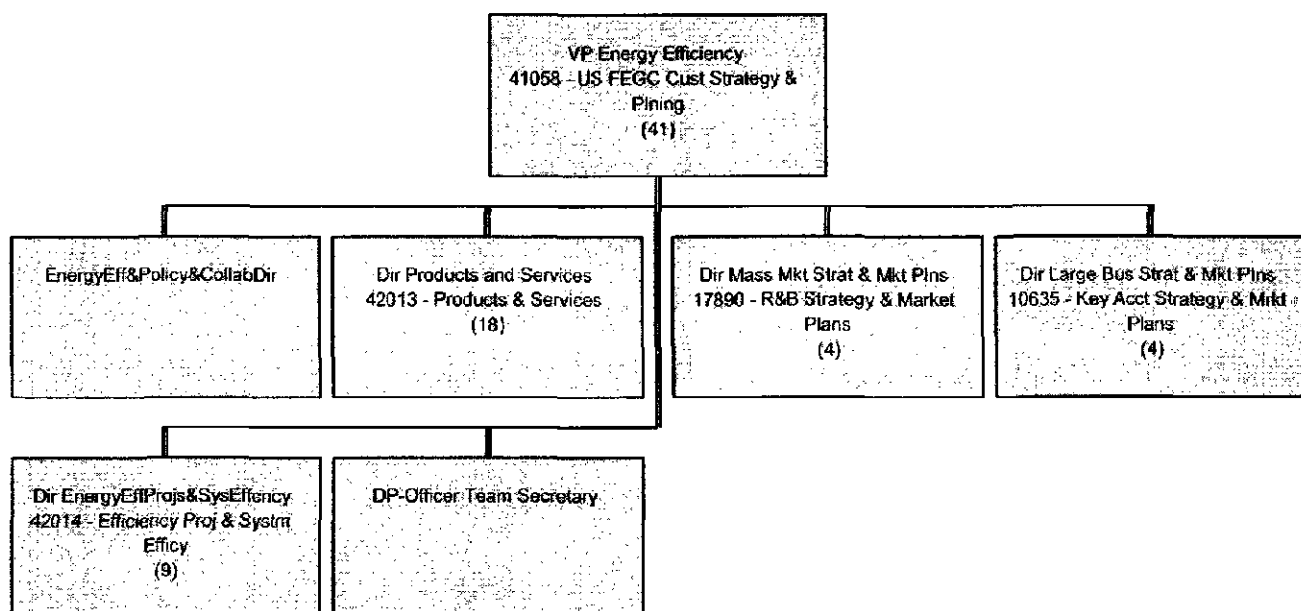 VP Energy Efficiency
41058 - US FEGC Cust Strategy &
Plning
(41)
EnergyEff&Policy&CollabDir
Dir Products and Services
42013 - Products & Services
(18)
Dir Mass Mkt Strat & Mkt Plns
17890 - R&B Strategy & Market
Plans
(4)
Dir Large Bus Strat & Mkt Plns
10635 - Key Acct Strategy & Mrkt
Plans
(4)
Dir EnergyEffProjs&SysEffency
42014 - Efficiency Proj & Systm
Efficy
(9)
DP-Officer Team Secretary